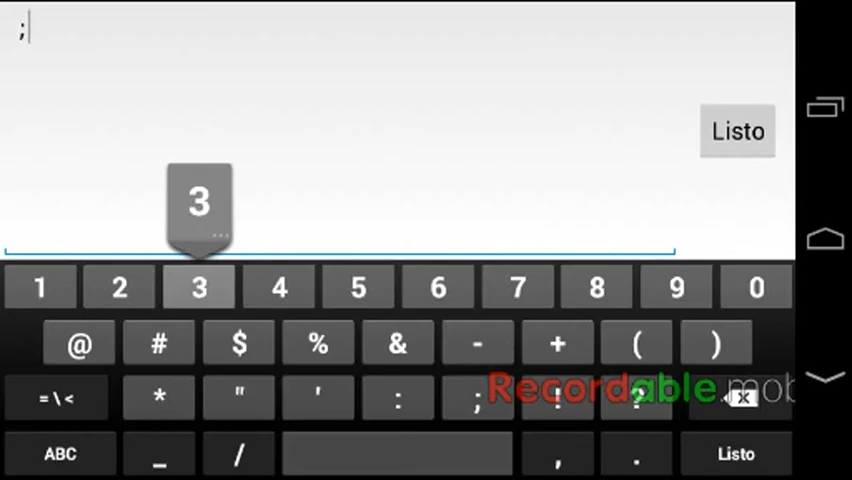 ;
Listo
3
1 2 3 4 5 6 7 8 9 0
@ # $ % & - + ( )
=\< * " ' : ; ! ?
Recordable.mob
ABC _ / , . Listo